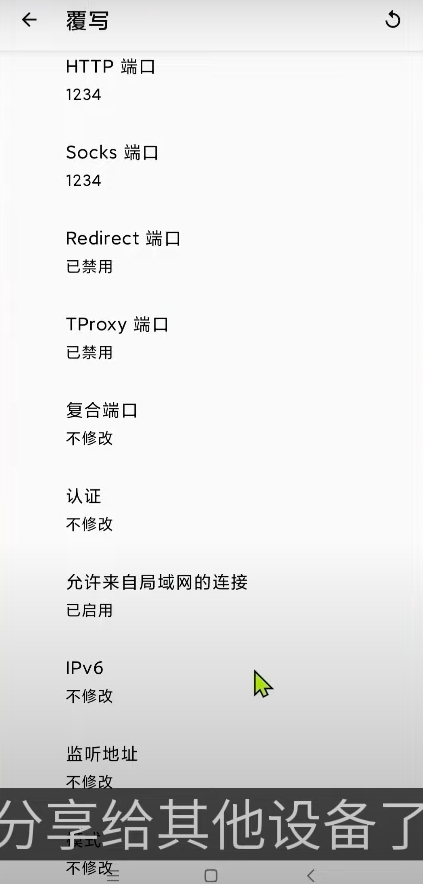 覆写
HTTP 端口
1234
Socks 端口
1234
Redirect 端口
已禁用
TProxy 端口
已禁用
复合端口
不修改
认证
不修改
允许来自局域网的连接
已启用
IPv6
不修改
监听地址
不修改
分享给其他设备了
模式
不修改